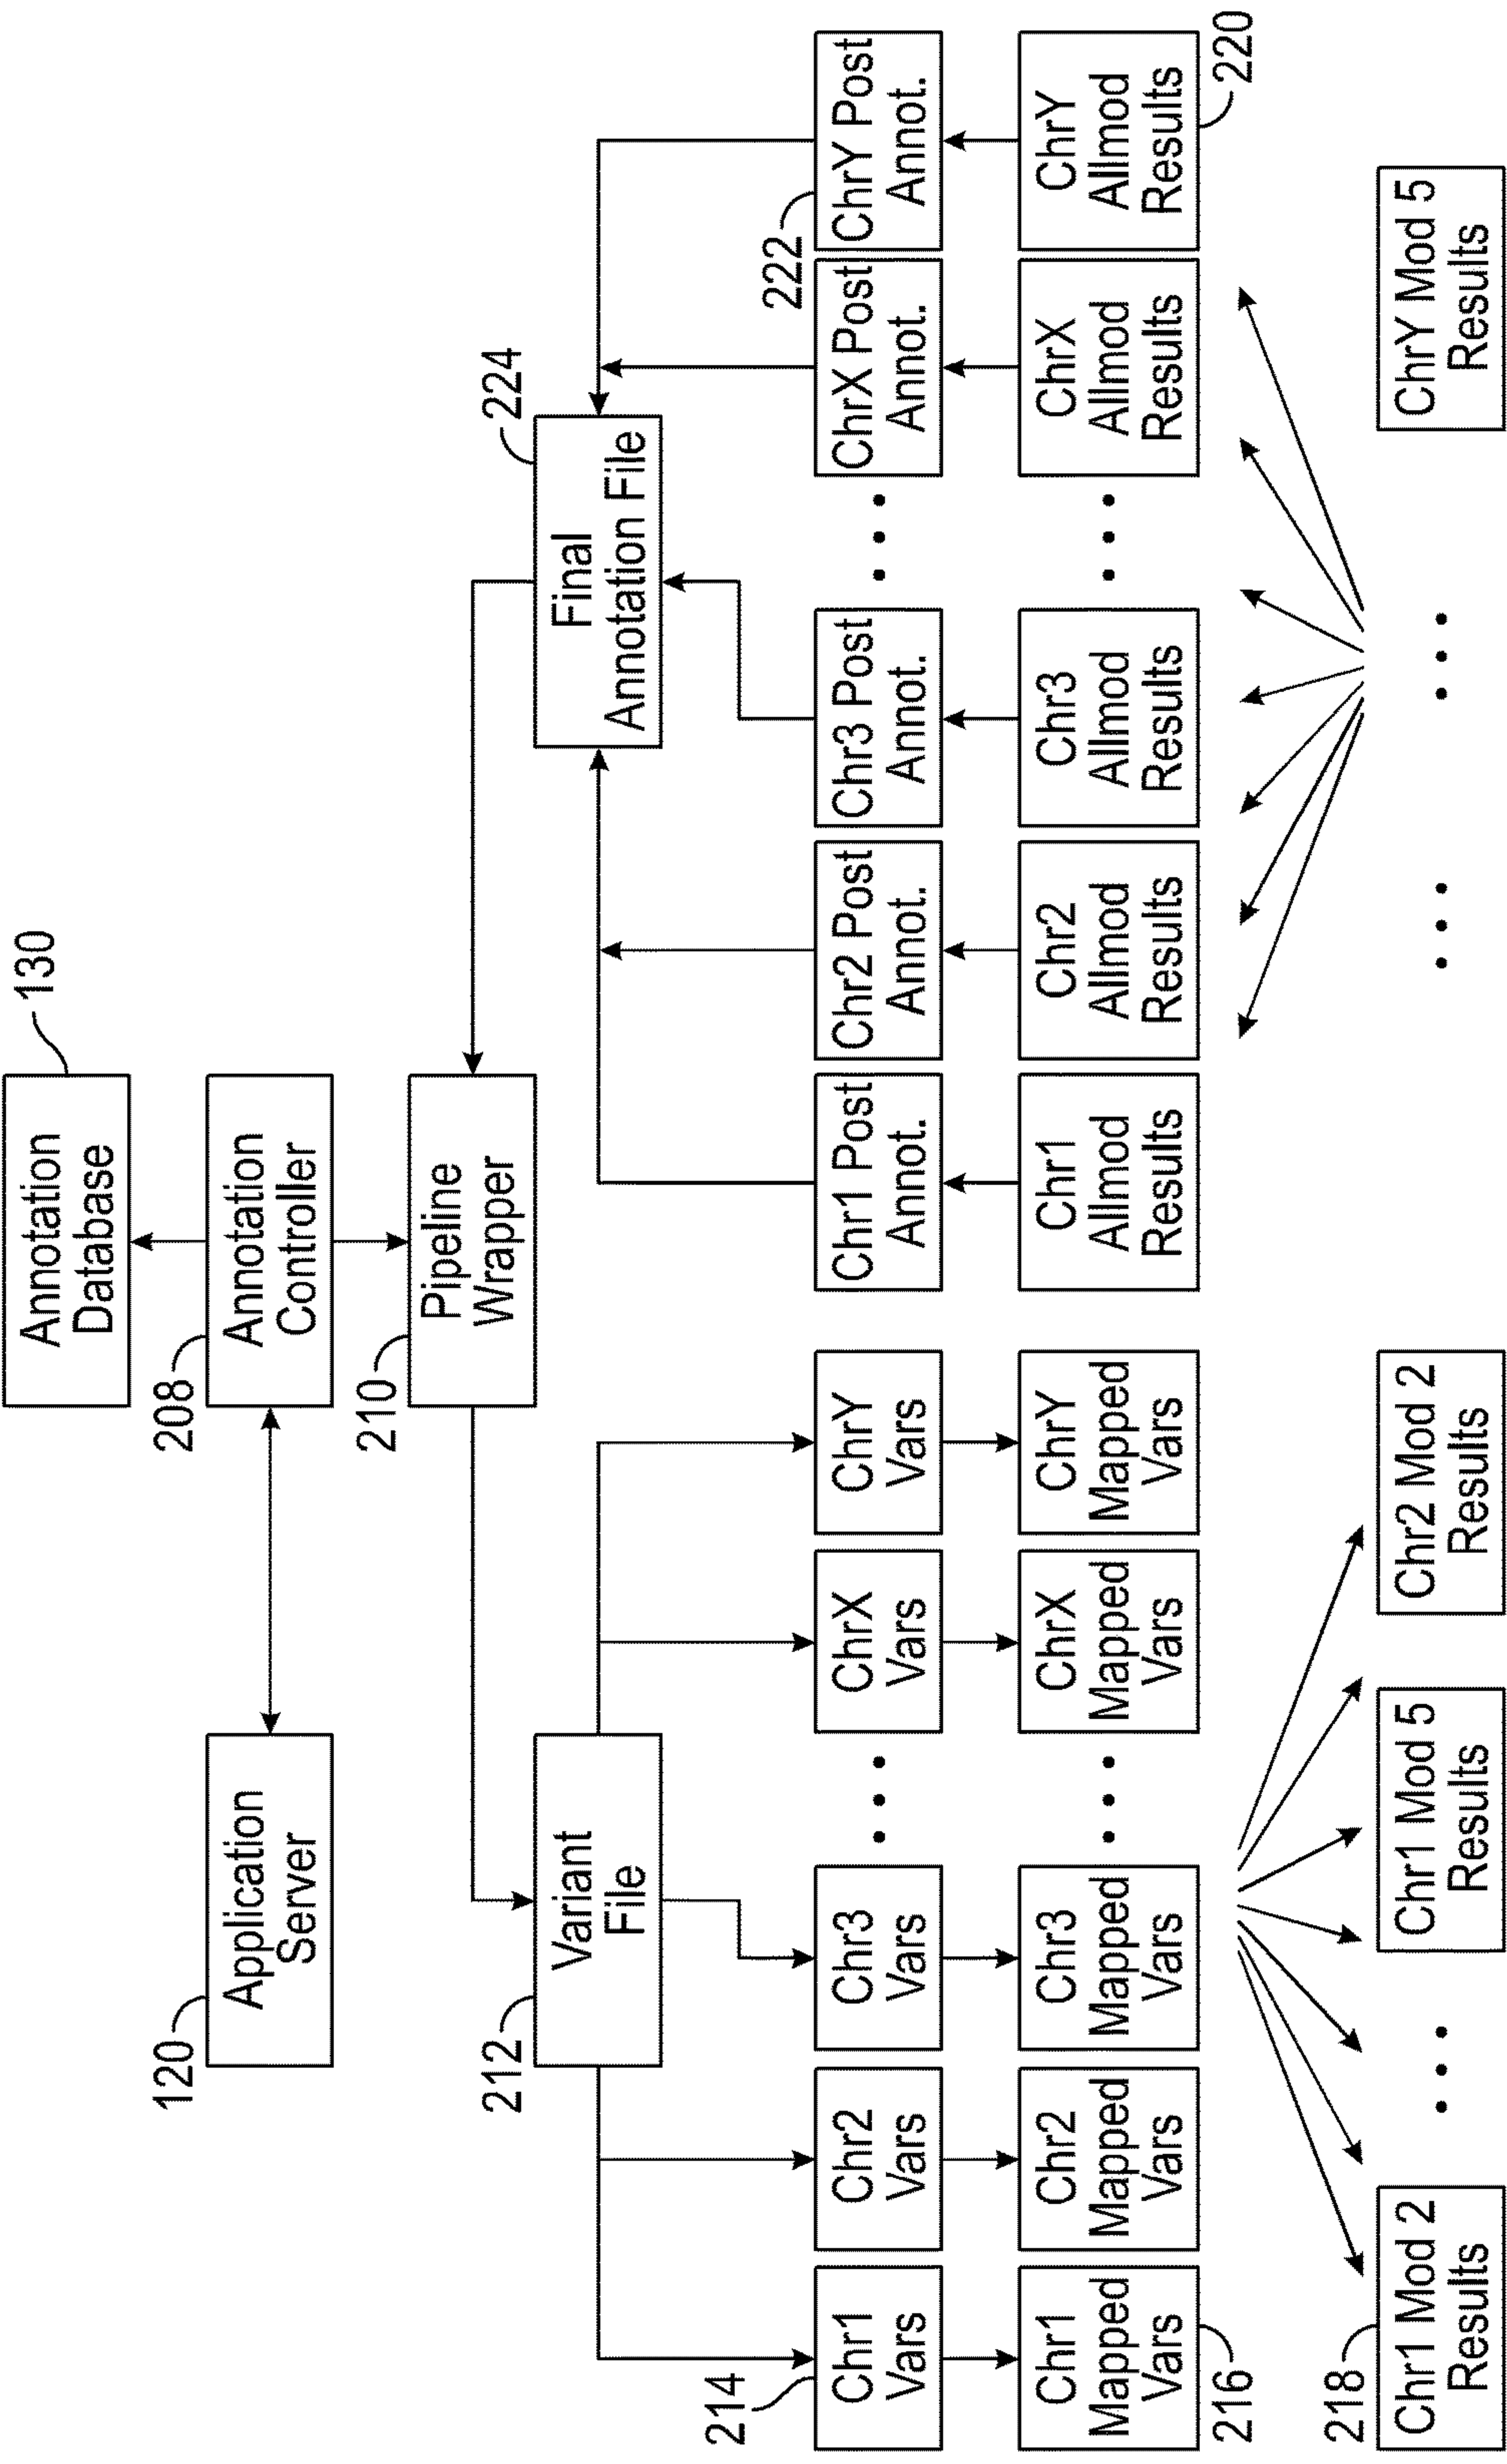 Annotation
Database
130
Application
Server
120
Annotation
Controller
208
Pipeline
Wrapper
210
Variant
File
212
Final
Annotation File
224
Chr1
Vars
214
Chr2
Vars
Chr3
Vars
• • •
ChrX
Vars
ChrY
Vars
Chr1 Post
Annot.
Chr2 Post
Annot.
Chr3 Post
Annot.
• • •
ChrX Post
Annot.
ChrY Post
Annot.
222
Chr1
Mapped
Vars
216
Chr2
Mapped
Vars
Chr3
Mapped
Vars
• • •
ChrX
Mapped
Vars
ChrY
Mapped
Vars
Chr1
Allmod
Results
Chr2
Allmod
Results
Chr3
Allmod
Results
• • •
ChrX
Allmod
Results
ChrY
Allmod
Results
220
218
Chr1 Mod 2
Results
• • •
Chr1 Mod 5
Results
Chr2 Mod 2
Results
• • •
• • •
ChrY Mod 5
Results